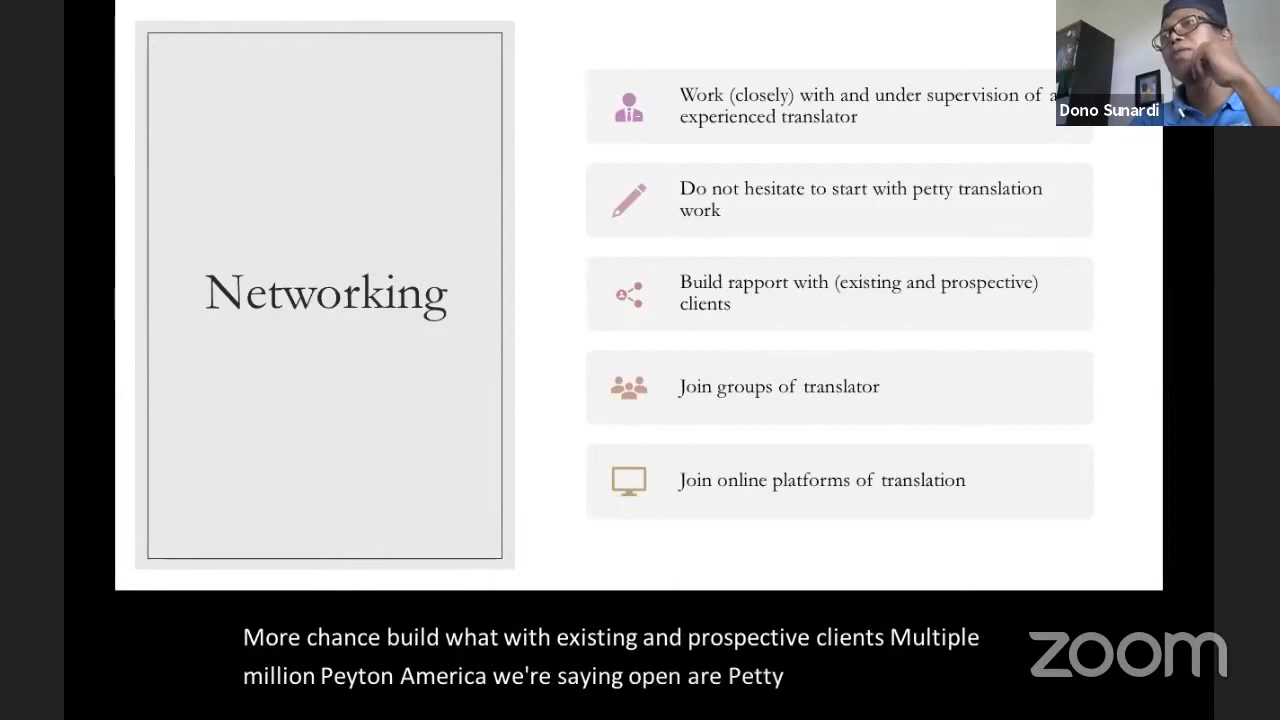 Networking
Work (closely) with and under supervision of
experienced translator
Do not hesitate to start with petty translation
work
Build rapport with (existing and prospective)
clients
Join groups of translator
Join online platforms of translation
Dono Sunardi
More chance build what with existing and prospective clients Multiple
million Peyton America we're saying open are Petty
zoom